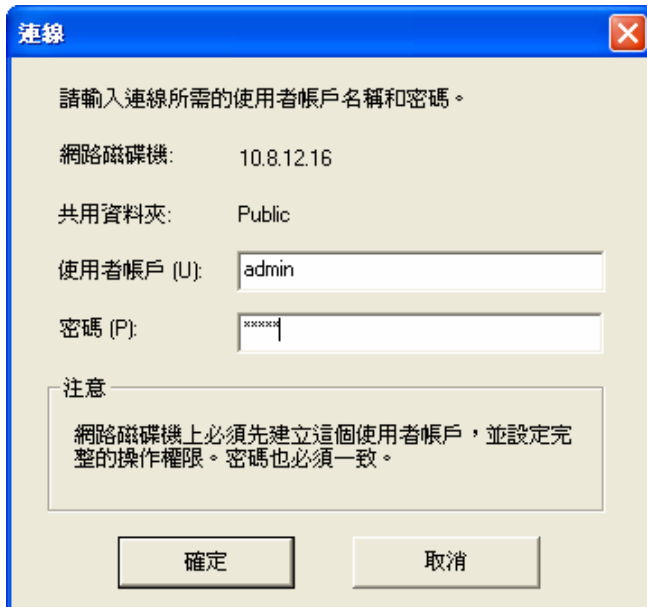 連線
請輸入連線所需的使用者帳戶名稱和密碼。
網路磁碟機: 10.8.12.16
共用資料夾: Public
使用者帳戶 (U): admin
密碼 (P): *****
注意
網路磁碟機上必須先建立這個使用者帳戶，並設定完
整的操作權限。密碼也必須一致。
確定 取消